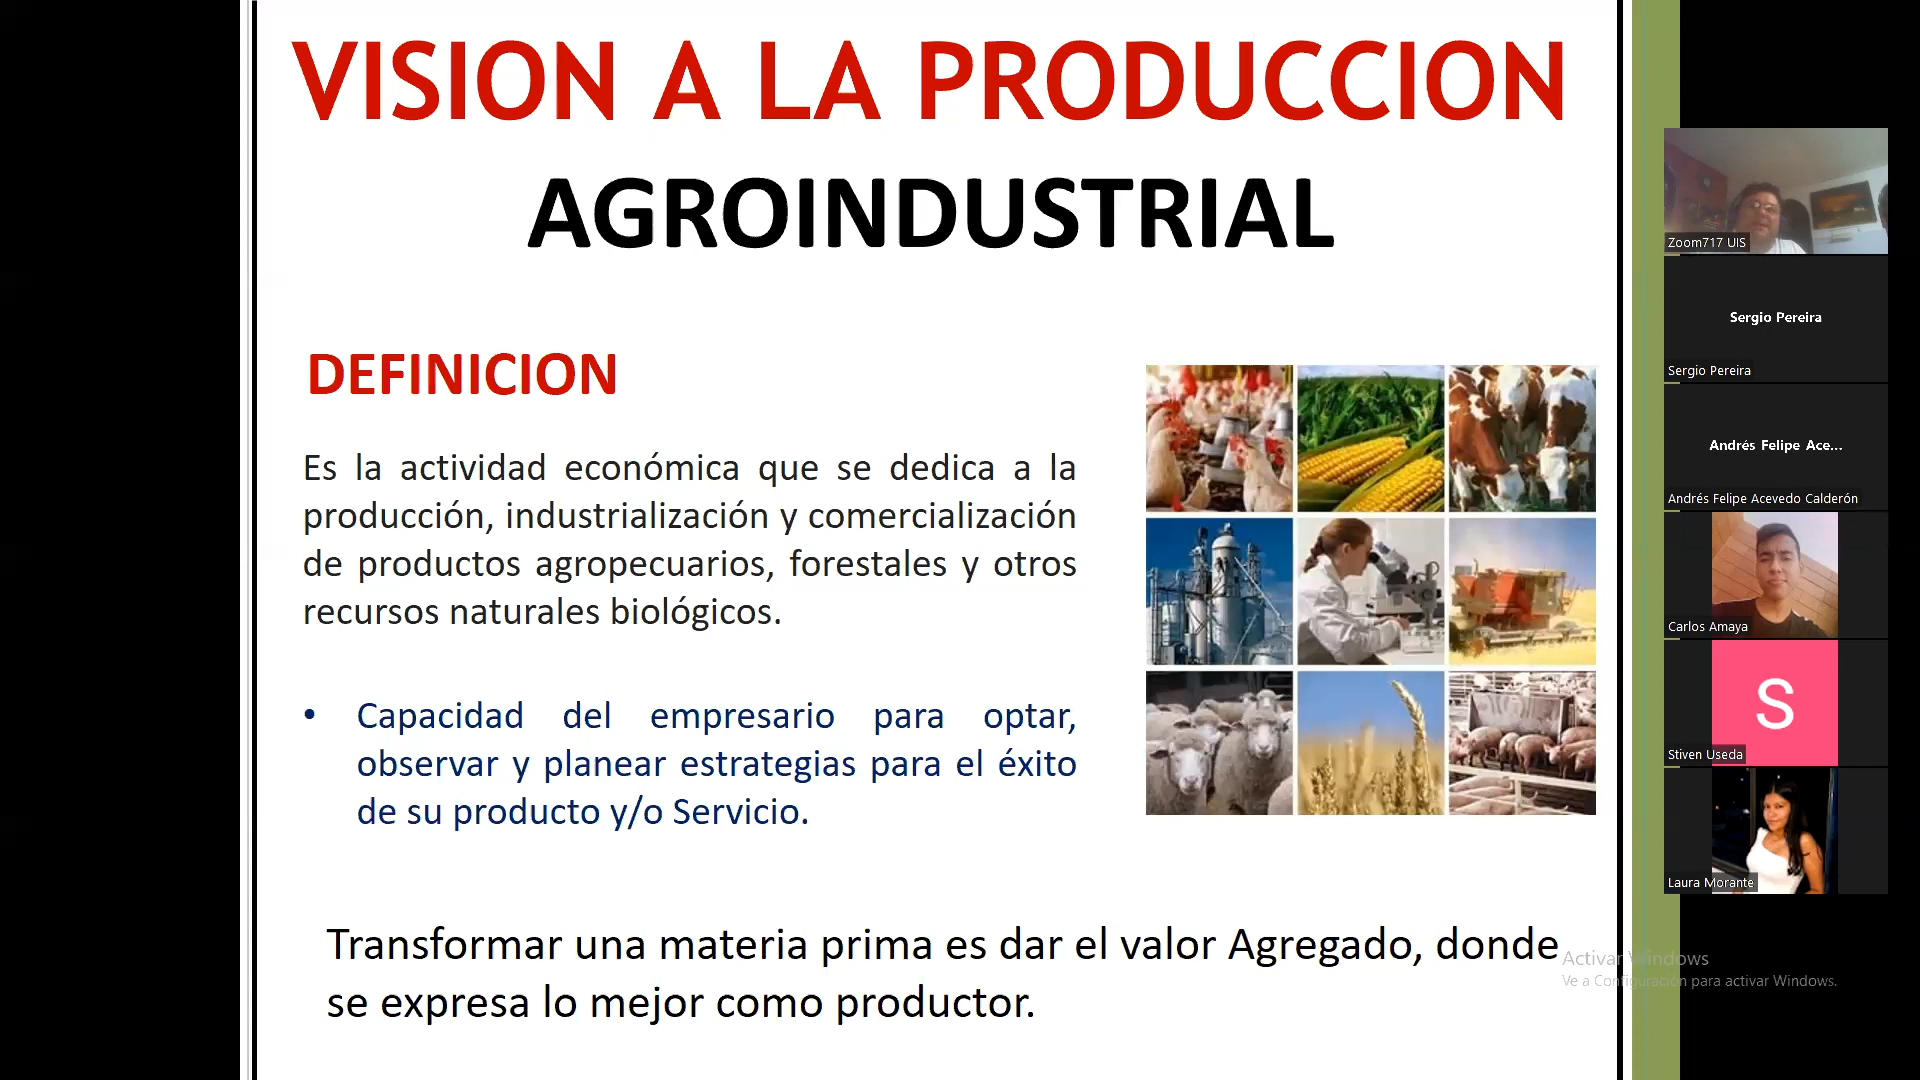 VISION A LA PRODUCCION
AGROINDUSTRIAL
DEFINICION
Es la actividad económica que se dedica a la
producción, industrialización y comercialización
de productos agropecuarios, forestales y otros
recursos naturales biológicos.
• Capacidad del empresario para optar,
observar y planear estrategias para el éxito
de su producto y/o Servicio.
Transformar una materia prima es dar el valor Agregado, donde
se expresa lo mejor como productor.
Zoom717 UIS
Sergio Pereira
Sergio Pereira
Andrés Felipe Ace...
Andrés Felipe Acevedo Calderón
Carlos Amaya
S
Stiven Useda
Laura Morante
Activar Windows
Ve a Configuración para activar Windows.